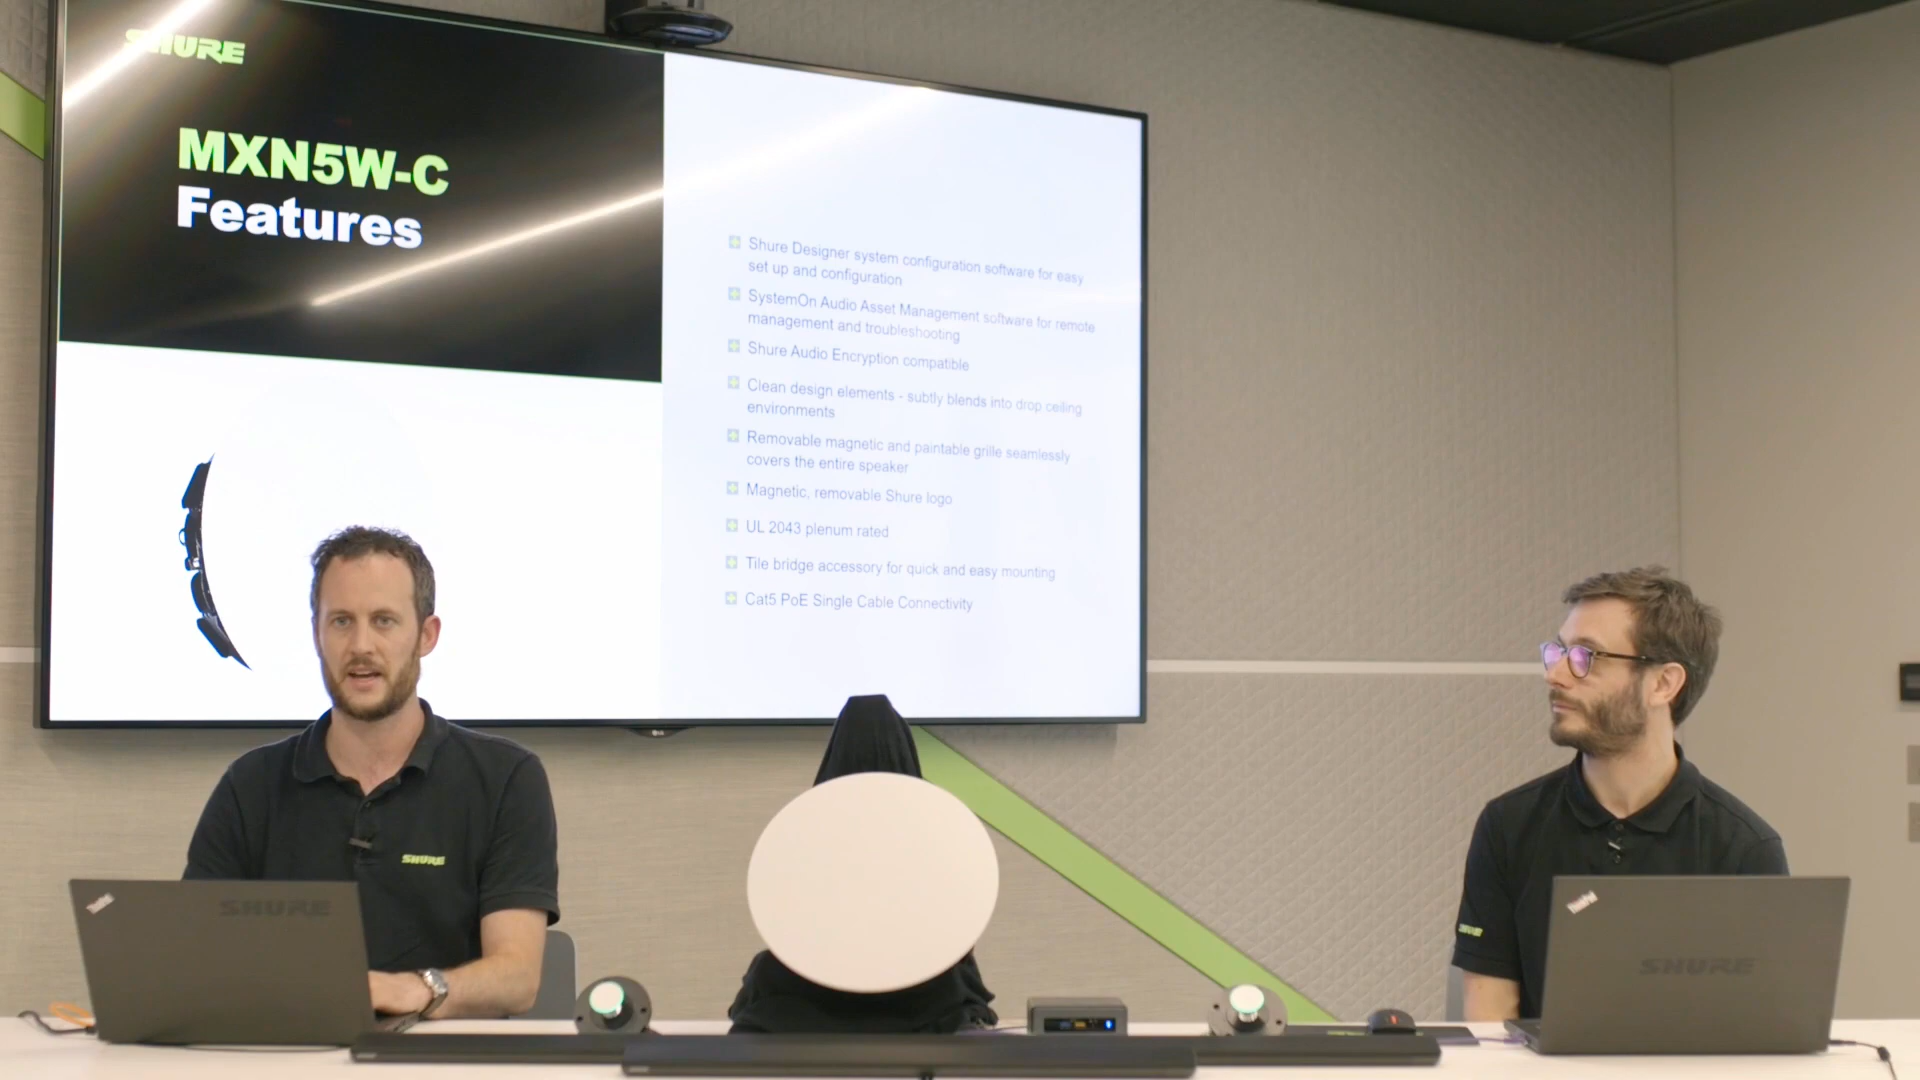 SHURE
MXN5W-C
Features
Shure Designer system configuration software for easy
set up and configuration
SystemOn Audio Asset Management software for remote
management and troubleshooting
Shure Audio Encryption compatible
Clean design elements - subtly blends into drop ceiling
environments
Removable magnetic and paintable grille seamlessly
covers the entire speaker
Magnetic, removable Shure logo
UL 2043 plenum rated
Tile bridge accessory for quick and easy mounting
Cat5 PoE Single Cable Connectivity
LG
SHURE
ThinkPad
SHURE
SHURE
ThinkPad
SHURE